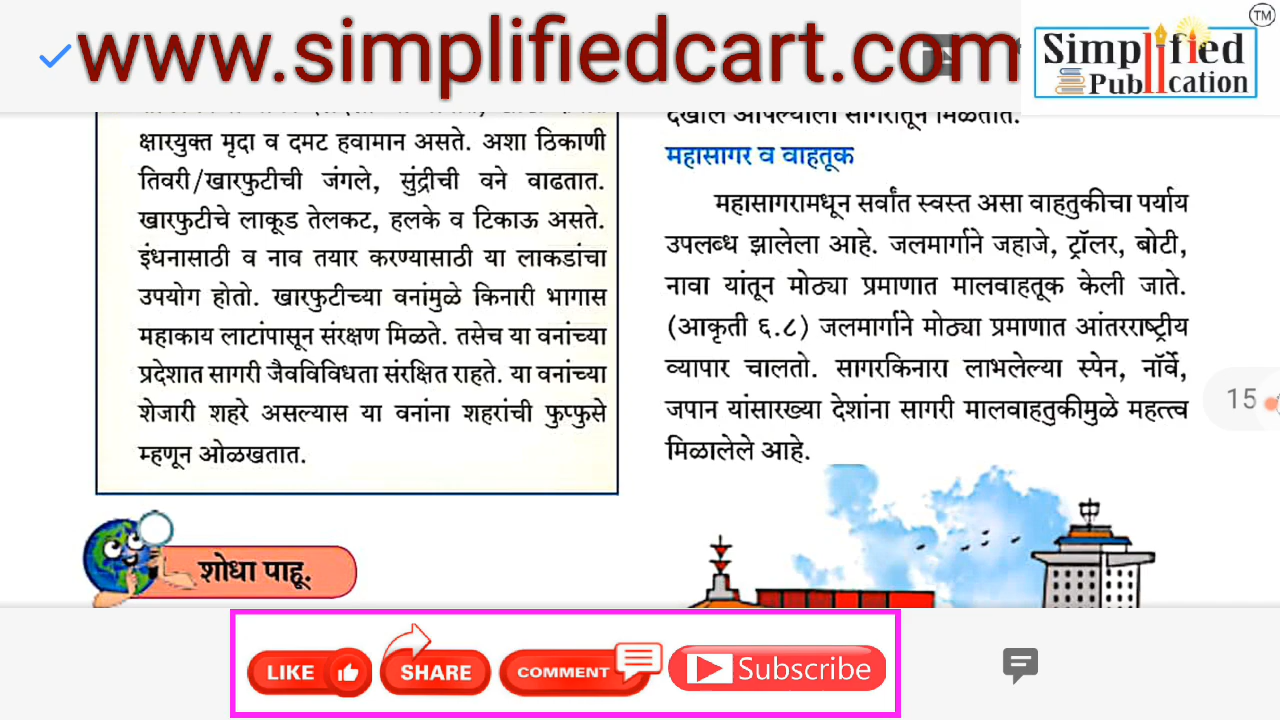 www.simplifiedcart.com
Simplified
Publication
TM
क्षारयुक्त मृदा व दमट हवामान असते. अशा ठिकाणी
तिवरी/खारफुटीची जंगले, सुंद्रीची वने वाढतात.
खारफुटीचे लाकूड तेलकट, हलके व टिकाऊ असते.
इंधनासाठी व नाव तयार करण्यासाठी या लाकडांचा
उपयोग होतो. खारफुटीच्या वनांमुळे किनारी भागास
महाकाय लाटांपासून संरक्षण मिळते. तसेच या वनांच्या
प्रदेशात सागरी जैवविविधता संरक्षित राहते. या वनांच्या
शेजारी शहरे असल्यास या वनांना शहरांची फुप्फुसे
म्हणून ओळखतात.
शोधा पाहू.
देखील आपल्याला सागरातून मिळतात.
महासागर व वाहतूक
महासागरामधून सर्वांत स्वस्त असा वाहतुकीचा पर्याय
उपलब्ध झालेला आहे. जलमार्गाने जहाजे, ट्रॉलर, बोटी,
नावा यांतून मोठ्या प्रमाणात मालवाहतूक केली जाते.
(आकृती ६.८) जलमार्गाने मोठ्या प्रमाणात आंतरराष्ट्रीय
व्यापार चालतो. सागरकिनारा लाभलेल्या स्पेन, नॉर्वे,
जपान यांसारख्या देशांना सागरी मालवाहतुकीमुळे महत्त्व
मिळालेले आहे.
15
LIKE
SHARE
COMMENT
Subscribe